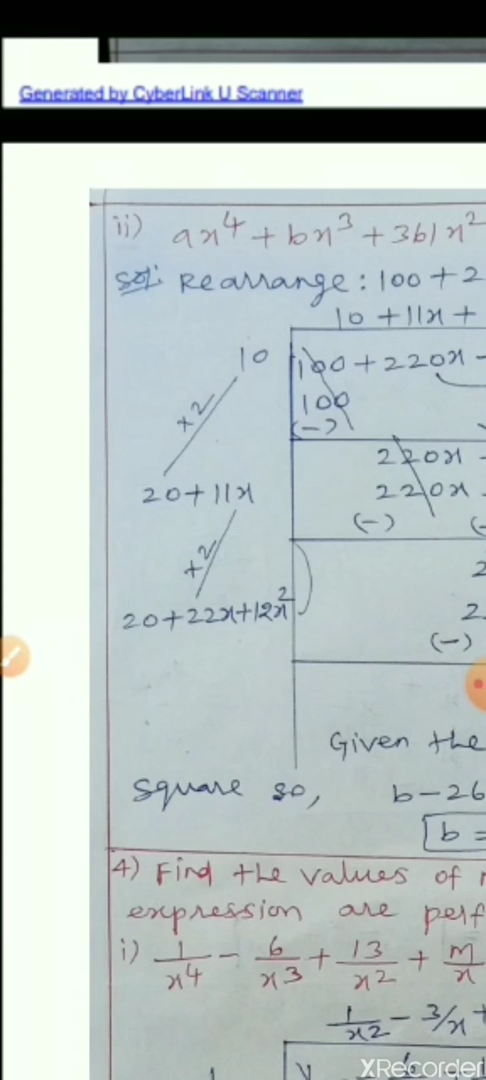 Generated by CyberLink U Scanner
ii) ax⁴ + bx³ + 361x²
Sol: Rearrange : 100 + 2
10 + 11x +
10 100 + 220x -
×2 100
(-)
220x -
20+11x 220x -
(-) (-
×2 2
20+22x+12x² 2
(-)
Given the
square so, b-26
b =
4) Find the values of
expression are perf
i) 1/x⁴ - 6/x³ + 13/x² + m/x
1/x2 - 3/x +
XRecorder